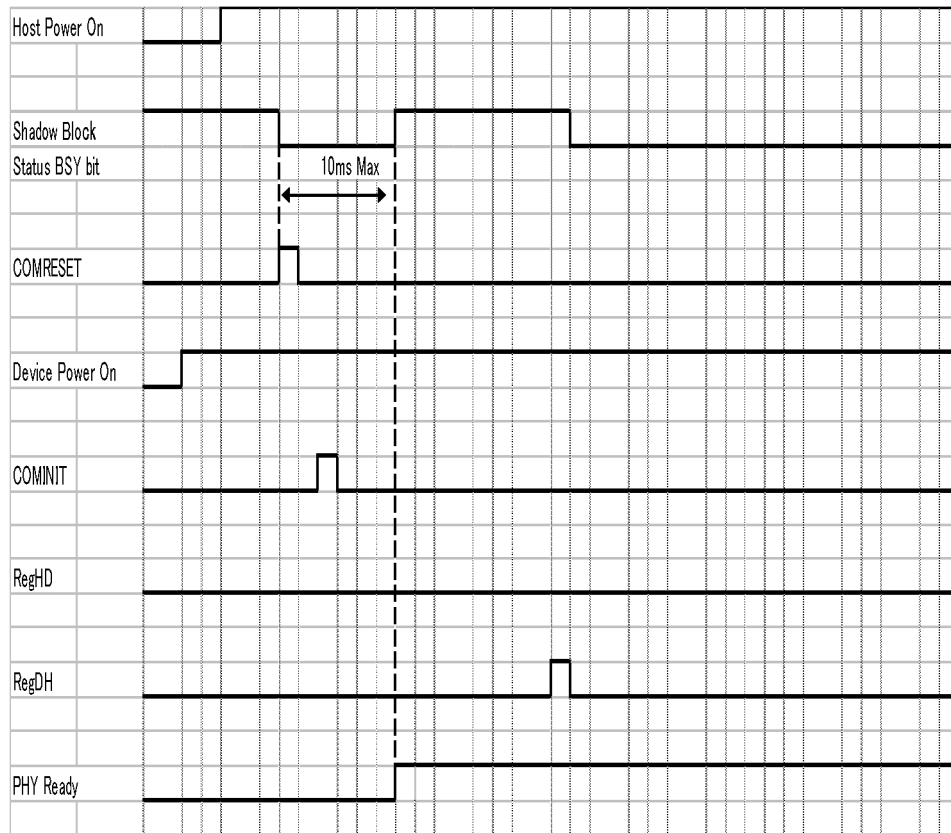 Host Power On
Shadow Block
Status BSY bit
10ms Max
COMRESET
Device Power On
COMINIT
RegHD
RegDH
PHY Ready